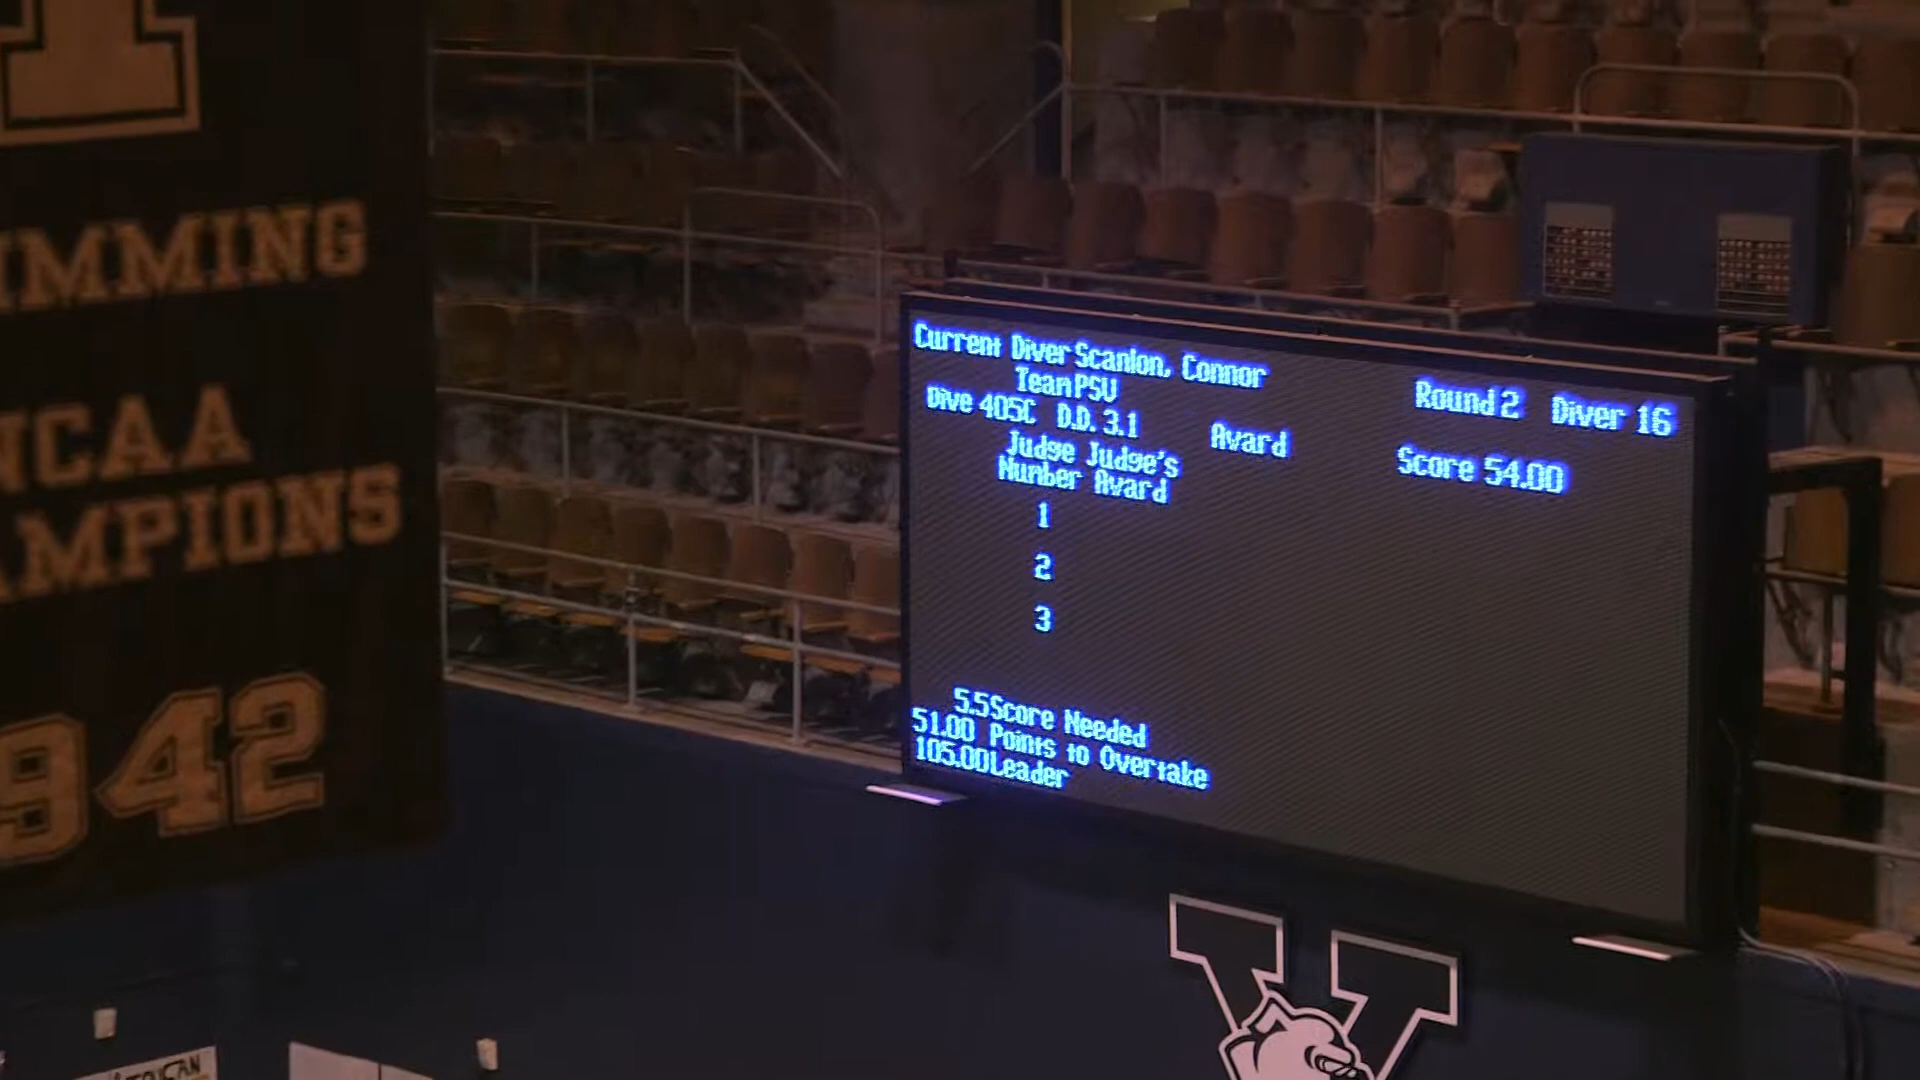 IMMING
NCAA
AMPIONS
942
Current Diver Scanlon, Connor
Team PSU
Round 2 Diver 16
Dive 405C D.D. 3.1
Award
Score 54.00
Judge Judge's
Number Award
1
2
3
5.5 Score Needed
51.00 Points to Overtake
105.00 Leader